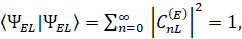 ⟨Ψ_{EL}|Ψ_{EL}⟩ = ∑_{n=0}^{∞} |C_{nL}^{(E)}|^2 = 1,